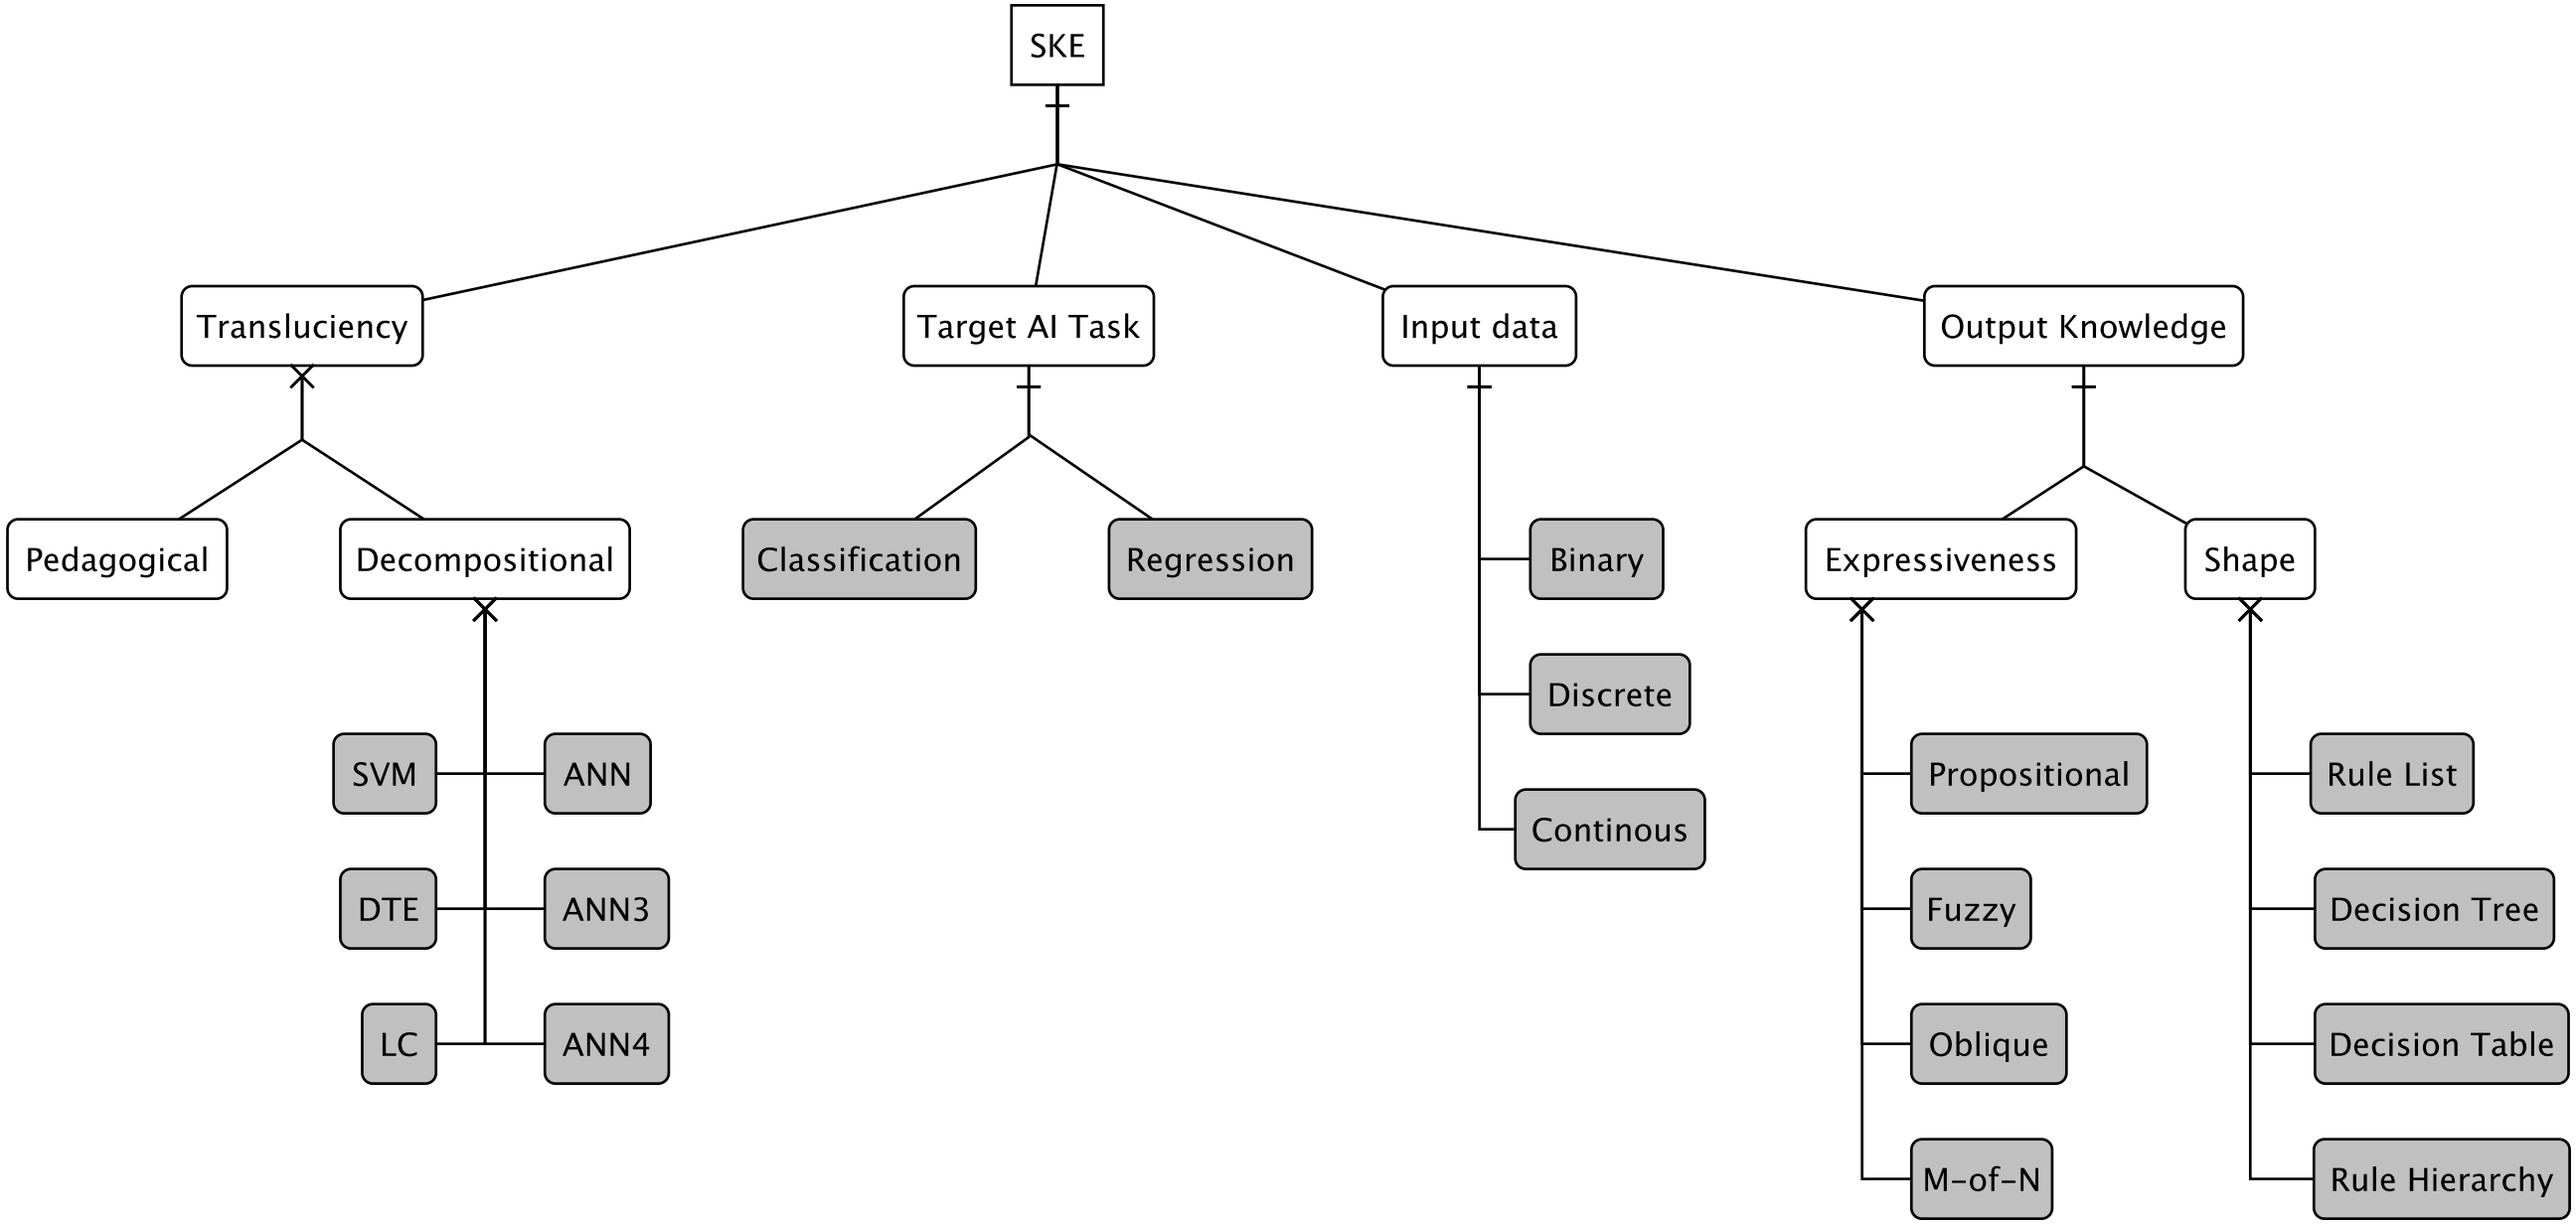 SKE
Transluciency
Target AI Task
Input data
Output Knowledge
Pedagogical
Decompositional
Classification
Regression
Binary
Expressiveness
Shape
Discrete
SVM
ANN
Propositional
Rule List
Continous
DTE
ANN3
Fuzzy
Decision Tree
LC
ANN4
Oblique
Decision Table
M-of-N
Rule Hierarchy